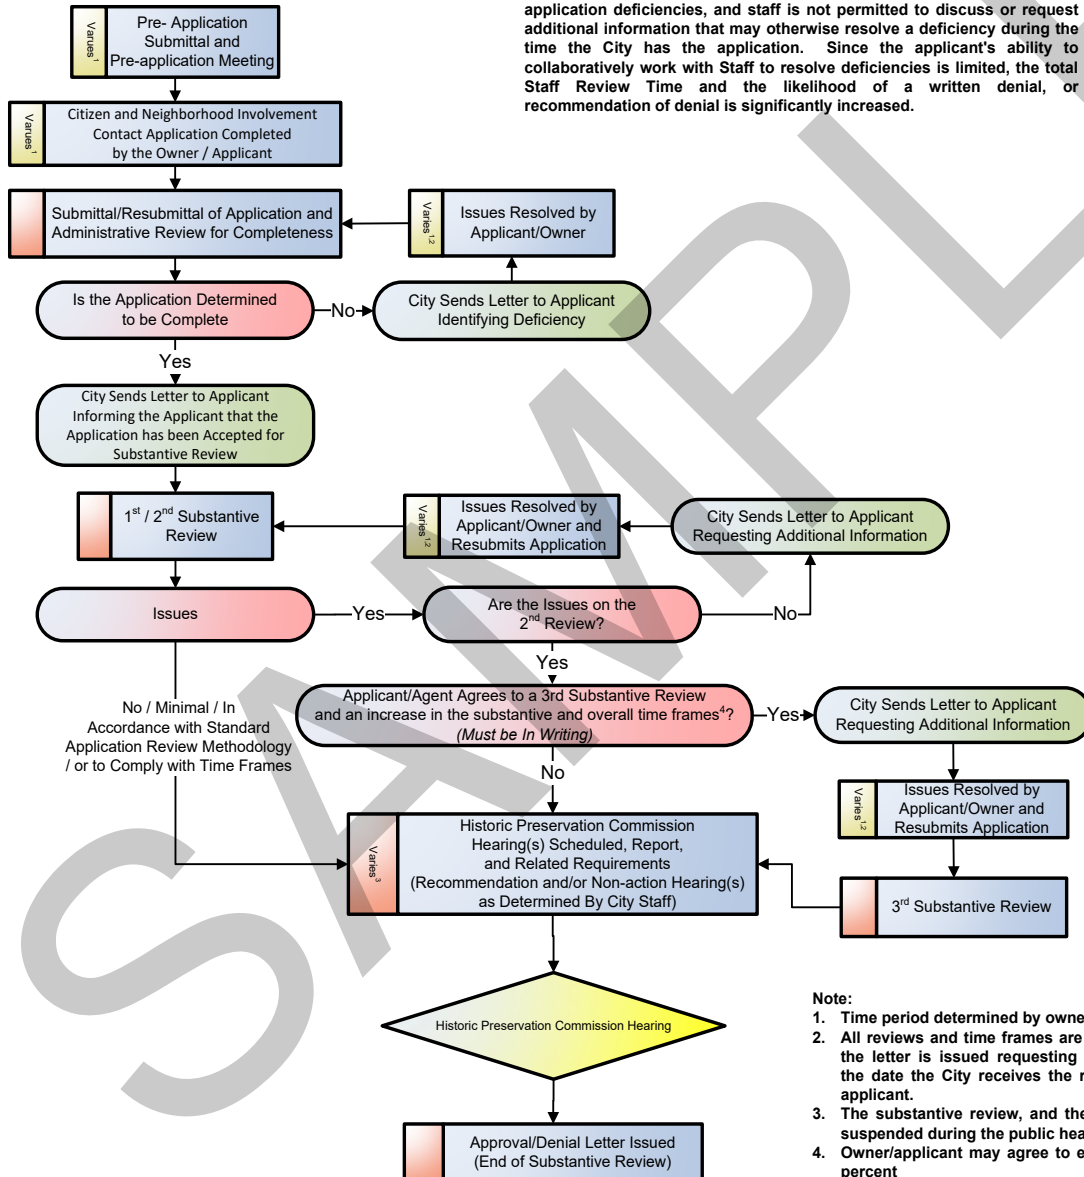 application deficiencies, and staff is not permitted to discuss or request
additional information that may otherwise resolve a deficiency during the
time the City has the application. Since the applicant's ability to
collaboratively work with Staff to resolve deficiencies is limited, the total
Staff Review Time and the likelihood of a written denial, or
recommendation of denial is significantly increased.
Varues1
Pre- Application
Submittal and
Pre-application Meeting
Varues1
Citizen and Neighborhood Involvement
Contact Application Completed
by the Owner / Applicant
Submittal/Resubmittal of Application and
Administrative Review for Completeness
Varies1,2
Issues Resolved by
Applicant/Owner
Is the Application Determined
to be Complete
No
City Sends Letter to Applicant
Identifying Deficiency
Yes
City Sends Letter to Applicant
Informing the Applicant that the
Application has been Accepted for
Substantive Review
1st / 2nd Substantive
Review
Varies1,2
Issues Resolved by
Applicant/Owner and
Resubmits Application
City Sends Letter to Applicant
Requesting Additional Information
Issues
Yes
Are the Issues on the
2nd Review?
No
Yes
No / Minimal / In
Accordance with Standard
Application Review Methodology
/ or to Comply with Time Frames
Applicant/Agent Agrees to a 3rd Substantive Review
and an increase in the substantive and overall time frames4?
(Must be In Writing)
Yes
City Sends Letter to Applicant
Requesting Additional Information
No
Varies1,2
Issues Resolved by
Applicant/Owner and
Resubmits Application
Varies3
Historic Preservation Commission
Hearing(s) Scheduled, Report,
and Related Requirements
(Recommendation and/or Non-action Hearing(s)
as Determined By City Staff)
3rd Substantive Review
Historic Preservation Commission Hearing
Approval/Denial Letter Issued
(End of Substantive Review)
Note:
1. Time period determined by owne
2. All reviews and time frames are
the letter is issued requesting
the date the City receives the r
applicant.
3. The substantive review, and the
suspended during the public hea
4. Owner/applicant may agree to e
percent
SAMPL